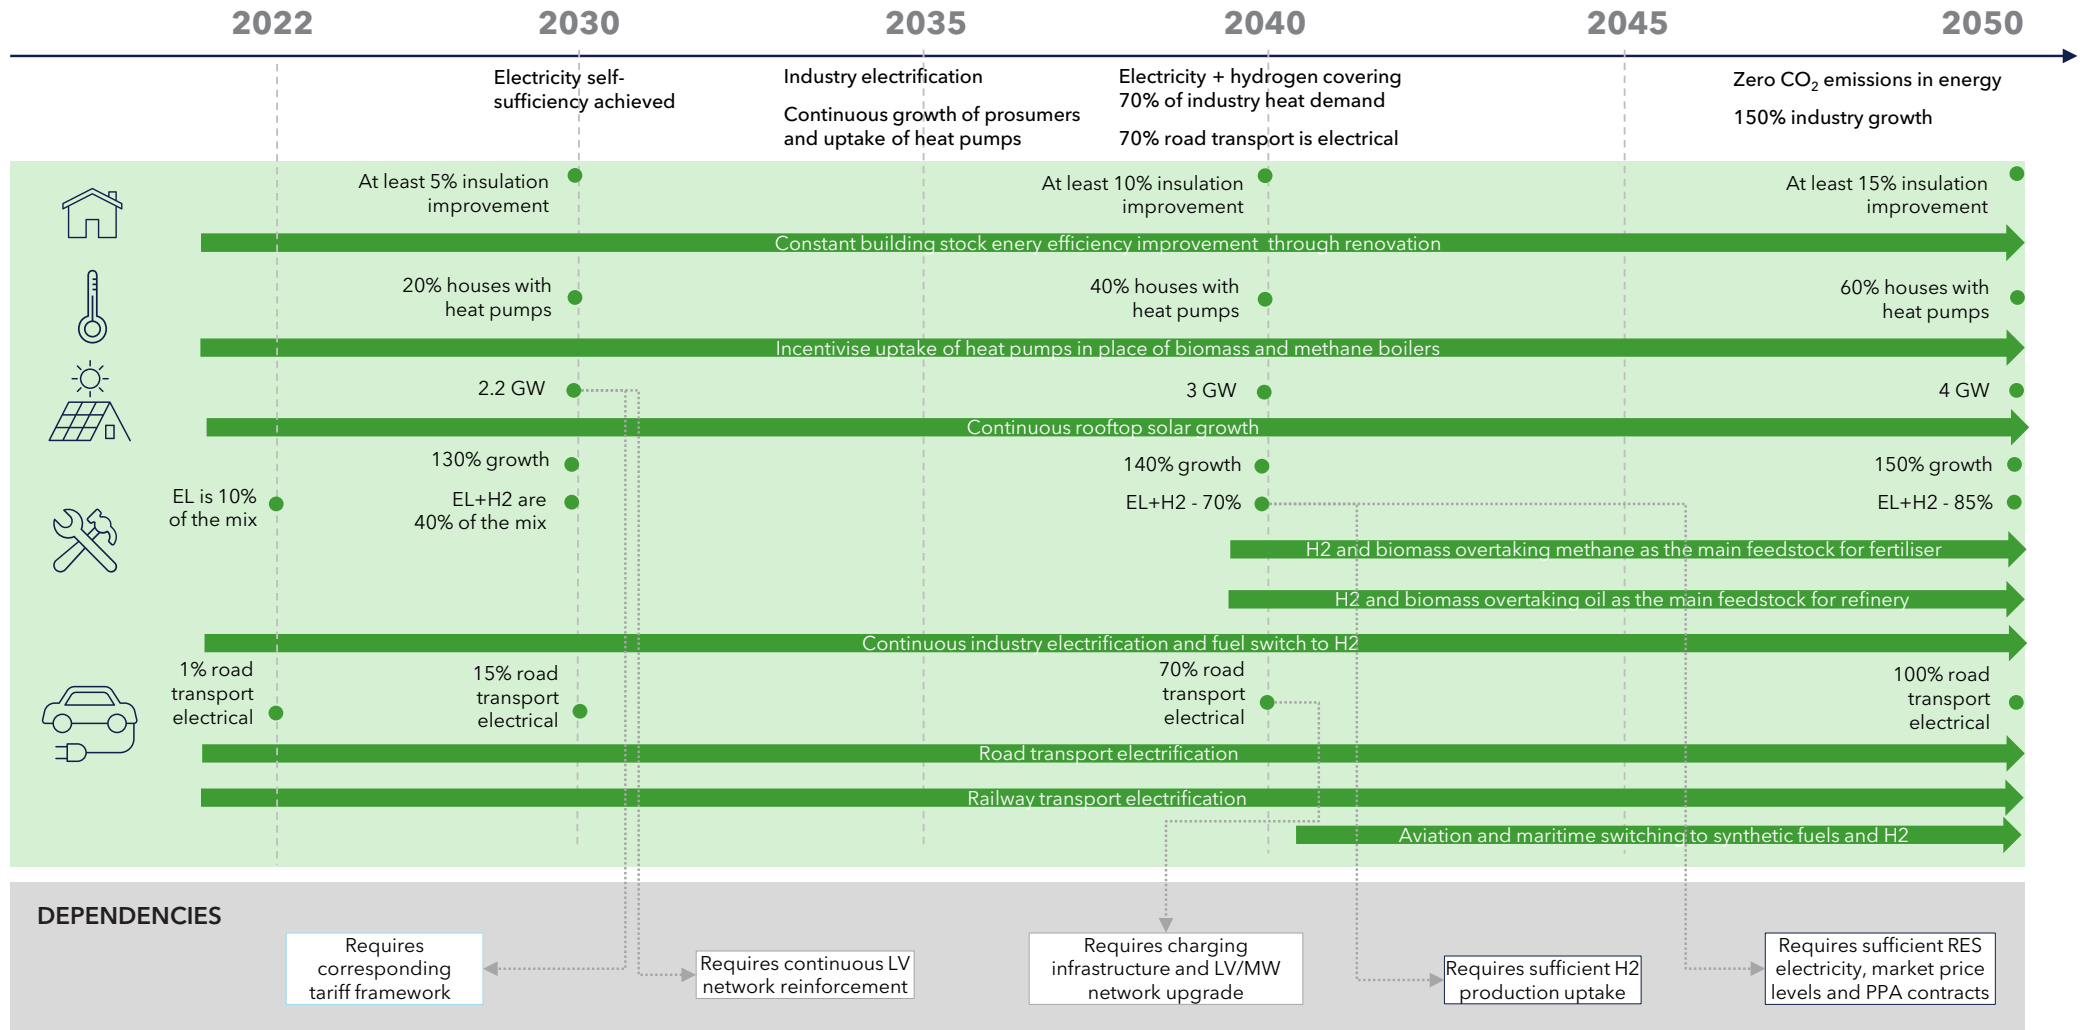 2022
2030
2035
2040
2045
2050
Electricity self-
sufficiency achieved
Industry electrification
Continuous growth of prosumers
and uptake of heat pumps
Electricity + hydrogen covering
70% of industry heat demand
70% road transport is electrical
Zero CO₂ emissions in energy
150% industry growth
At least 5% insulation
improvement
At least 10% insulation
improvement
At least 15% insulation
improvement
Constant building stock enery efficiency improvement through renovation
20% houses with
heat pumps
40% houses with
heat pumps
60% houses with
heat pumps
Incentivise uptake of heat pumps in place of biomass and methane boilers
2.2 GW
3 GW
4 GW
Continuous rooftop solar growth
130% growth
140% growth
150% growth
EL is 10%
of the mix
EL+H2 are
40% of the mix
EL+H2 - 70%
EL+H2 - 85%
H2 and biomass overtaking methane as the main feedstock for fertiliser
H2 and biomass overtaking oil as the main feedstock for refinery
Continuous industry electrification and fuel switch to H2
1% road
transport
electrical
15% road
transport
electrical
70% road
transport
electrical
100% road
transport
electrical
Road transport electrification
Railway transport electrification
Aviation and maritime switching to synthetic fuels and H2
DEPENDENCIES
Requires
corresponding
tariff framework
Requires continuous LV
network reinforcement
Requires charging
infrastructure and LV/MW
network upgrade
Requires sufficient H2
production uptake
Requires sufficient RES
electricity, market price
levels and PPA contracts